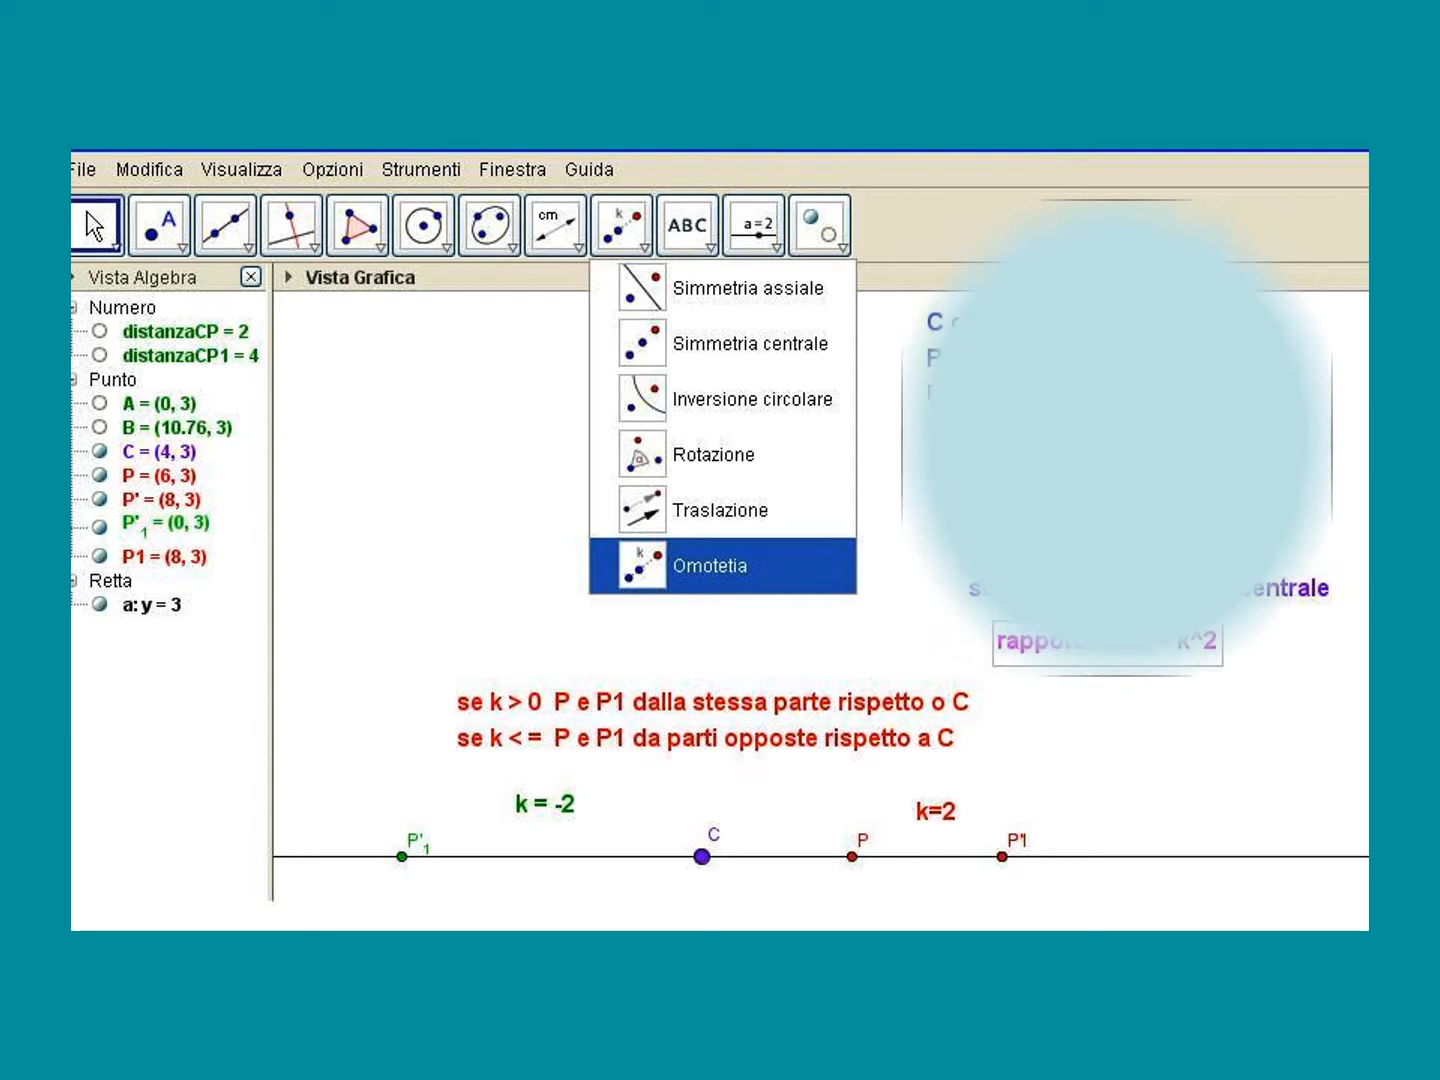 File Modifica Visualizza Opzioni Strumenti Finestra Guida
A cm k ABC a=2
Vista Algebra
Vista Grafica
Numero
distanzaCP = 2
distanzaCP1 = 4
Punto
A = (0, 3)
B = (10.76, 3)
C = (4, 3)
P = (6, 3)
P' = (8, 3)
P'₁ = (0, 3)
P1 = (8, 3)
Retta
a: y = 3
Simmetria assiale
Simmetria centrale
Inversione circolare
α Rotazione
Traslazione
k Omotetia
C
P
k^2
se k > 0 P e P1 dalla stessa parte rispetto o C
se k < = P e P1 da parti opposte rispetto a C
k = -2
k=2
P'₁ C P P'1